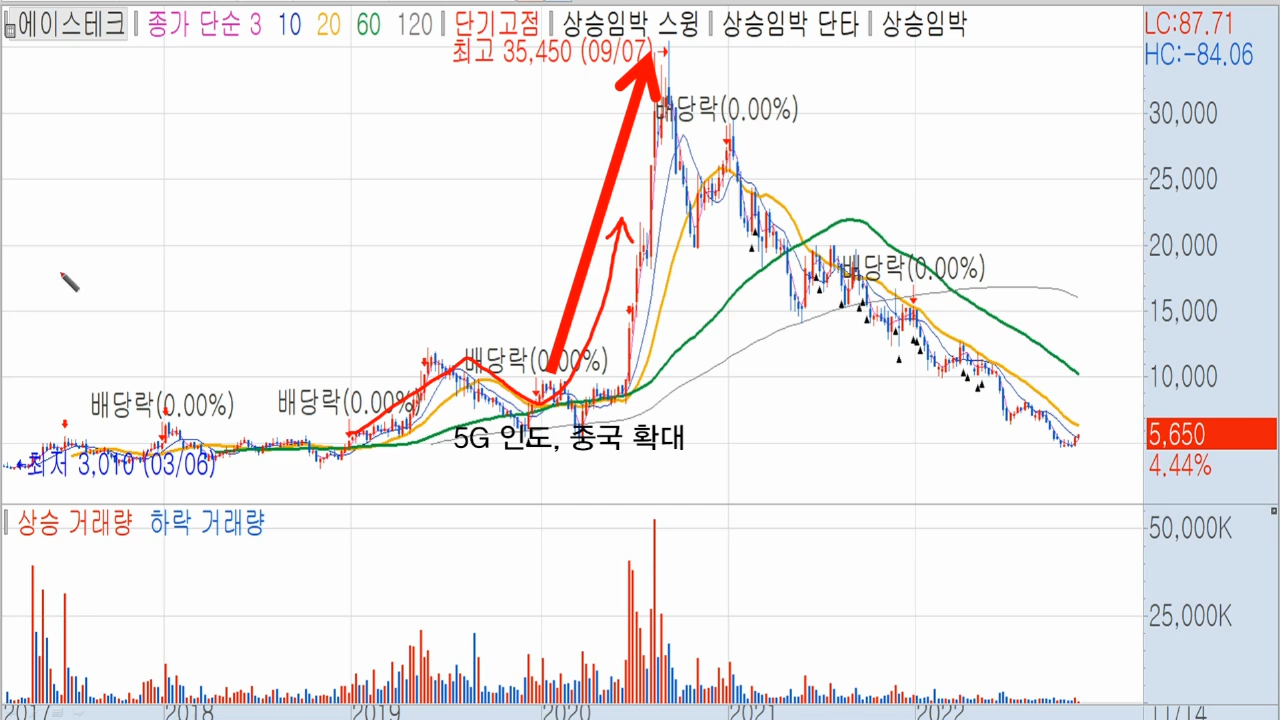 에이스테크 종가 단순 3 10 20 60 120 단기고점 상승임박 스윙 상승임박 단타 상승임박
LC:87.71
HC:-84.06
최고 35,450 (09/07)
배당락(0.00%)
30,000
25,000
20,000
배당락(0.00%)
15,000
배당락(0.00%)
10,000
배당락(0.00%)
배당락(0.00%)
5G 인도, 중국 확대
5,650
최저 3,010 (03/06)
4.44%
상승 거래량 하락 거래량
50,000K
25,000K
2017 2018 2019 2020 2021 2022 11/14